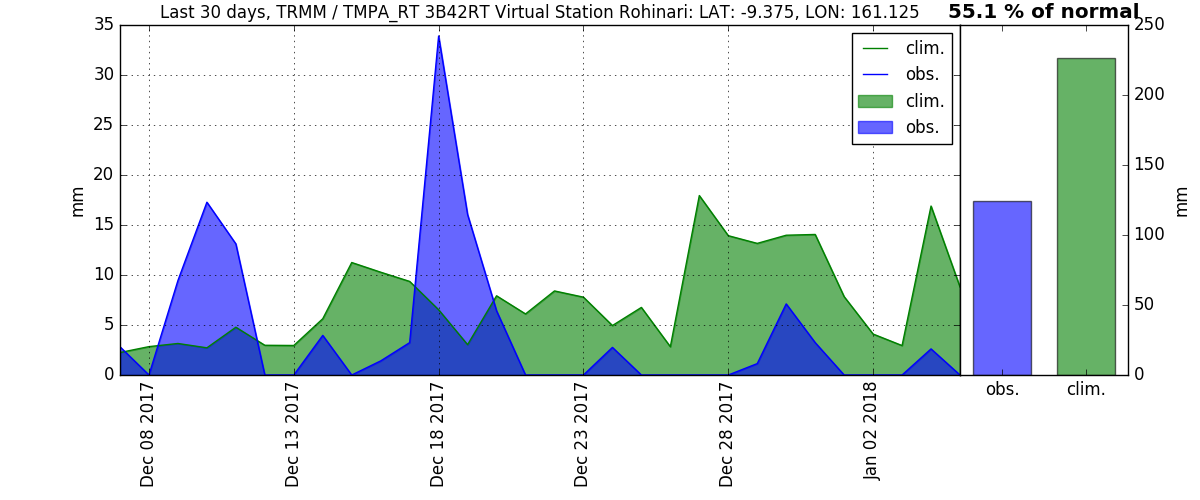 Last 30 days, TRMM / TMPA_RT 3B42RT Virtual Station Rohinari: LAT: -9.375, LON: 161.125
55.1 % of normal
35
30
25
20
15
10
5
0
mm
clim.
obs.
clim.
obs.
250
200
150
100
50
0
mm
obs.
clim.
Dec 08 2017
Dec 13 2017
Dec 18 2017
Dec 23 2017
Dec 28 2017
Jan 02 2018